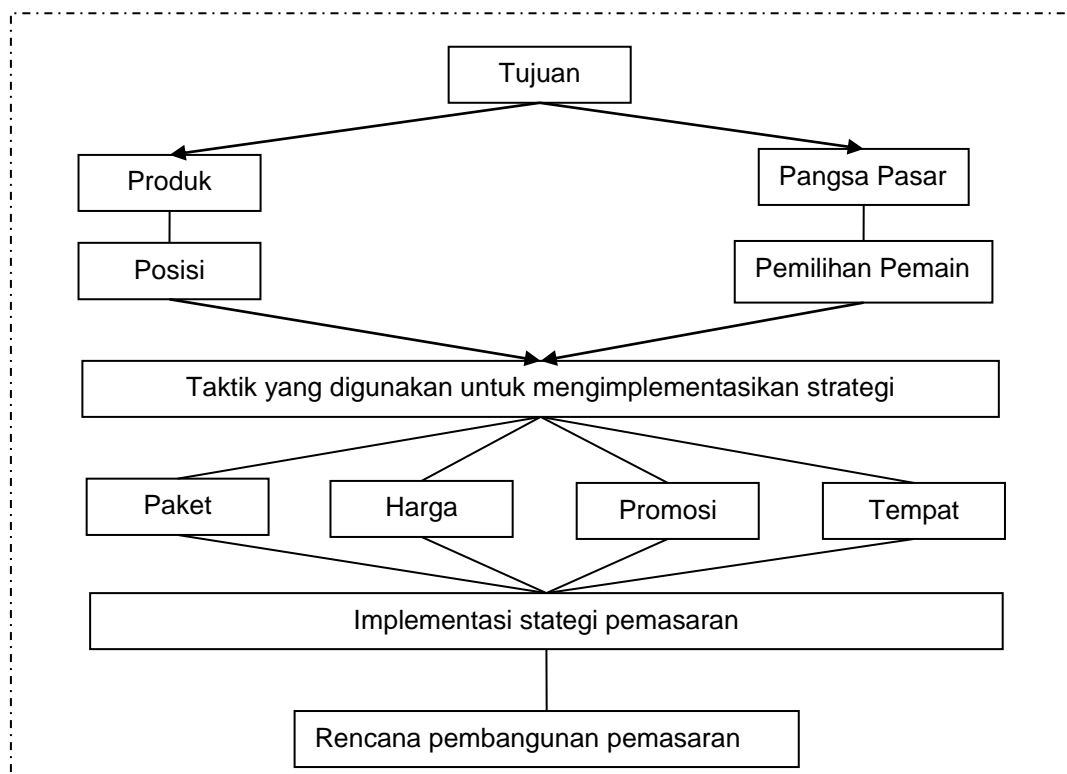 Tujuan
Produk
Pangsa Pasar
Posisi
Pemilihan Pemain
Taktik yang digunakan untuk mengimplementasikan strategi
Paket
Harga
Promosi
Tempat
Implementasi stategi pemasaran
Rencana pembangunan pemasaran